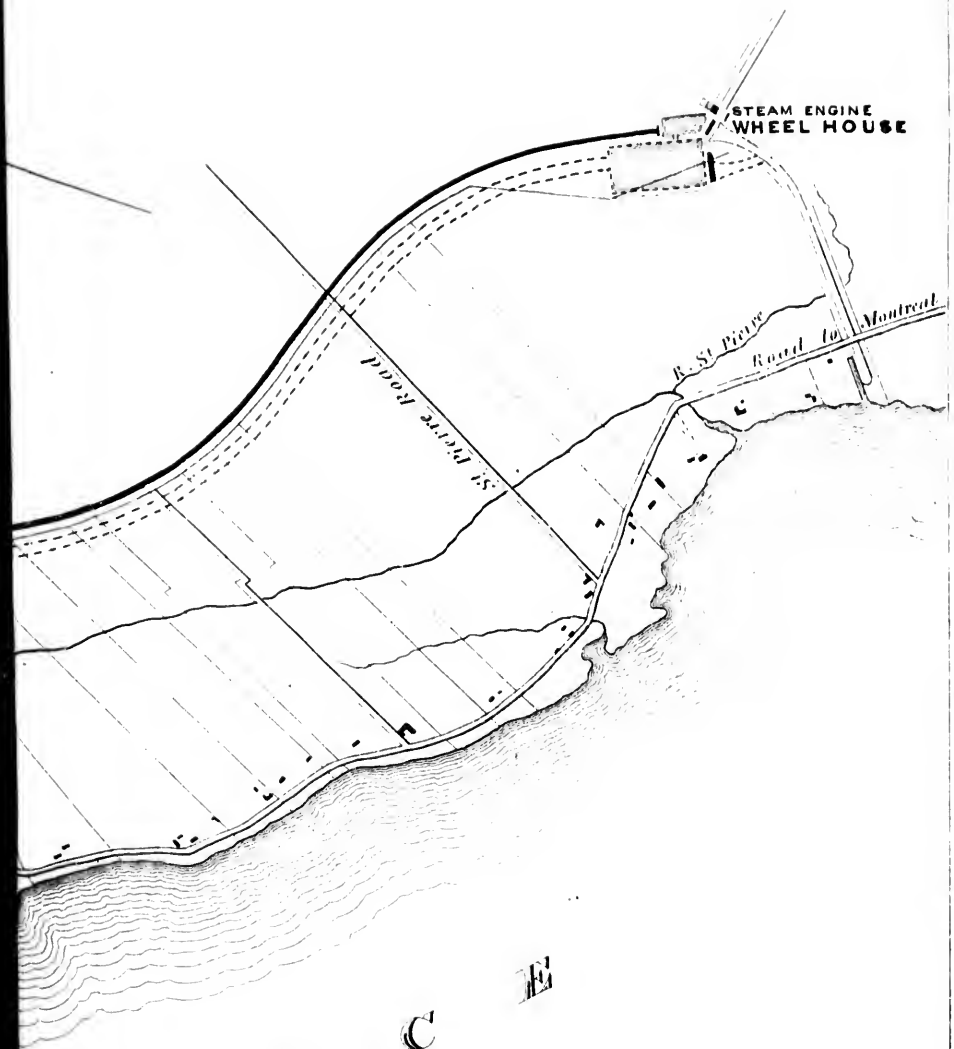 STEAM ENGINE
WHEEL HOUSE
R. St Pierre
Road to Montreal
St Pierre Road
C E